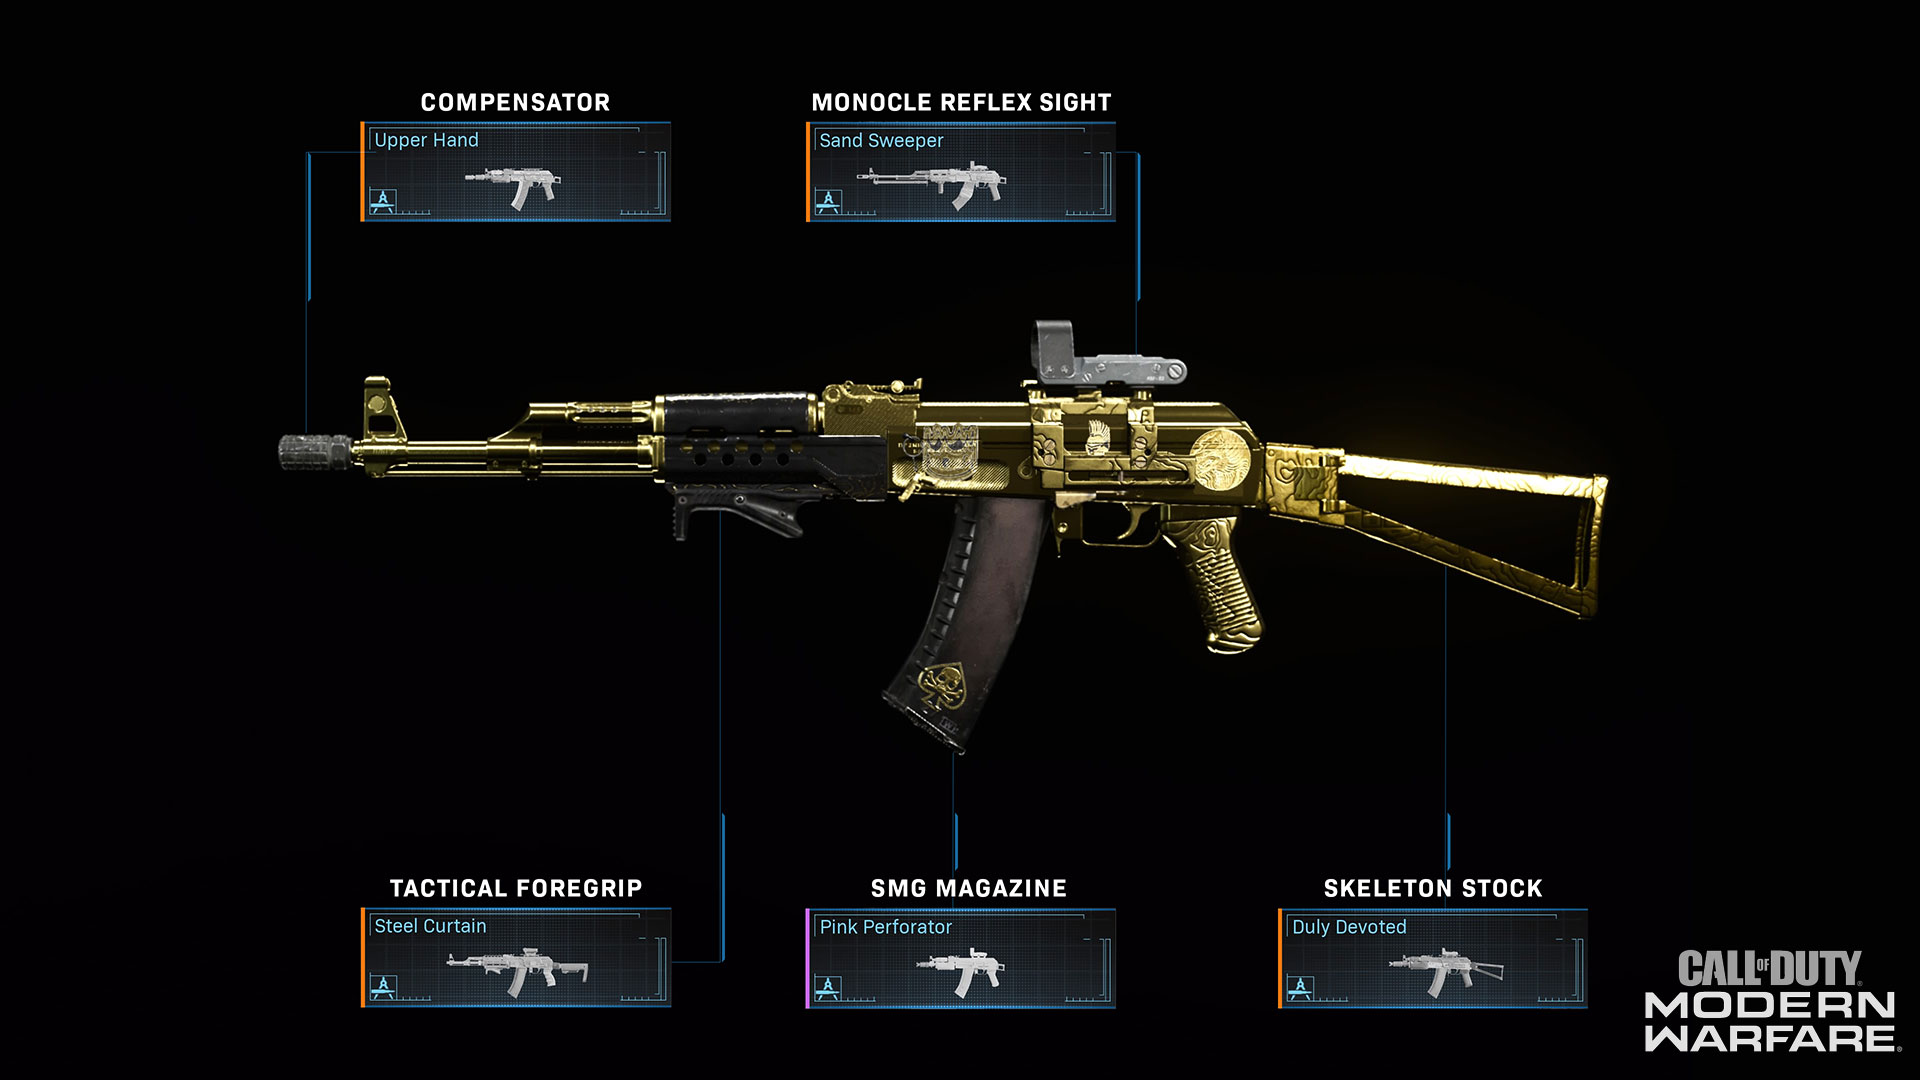 COMPENSATOR
Upper Hand
MONOCLE REFLEX SIGHT
Sand Sweeper
TACTICAL FOREGRIP
Steel Curtain
SMG MAGAZINE
Pink Perforator
SKELETON STOCK
Duly Devoted
CALL OF DUTY®
MODERN
WARFARE®